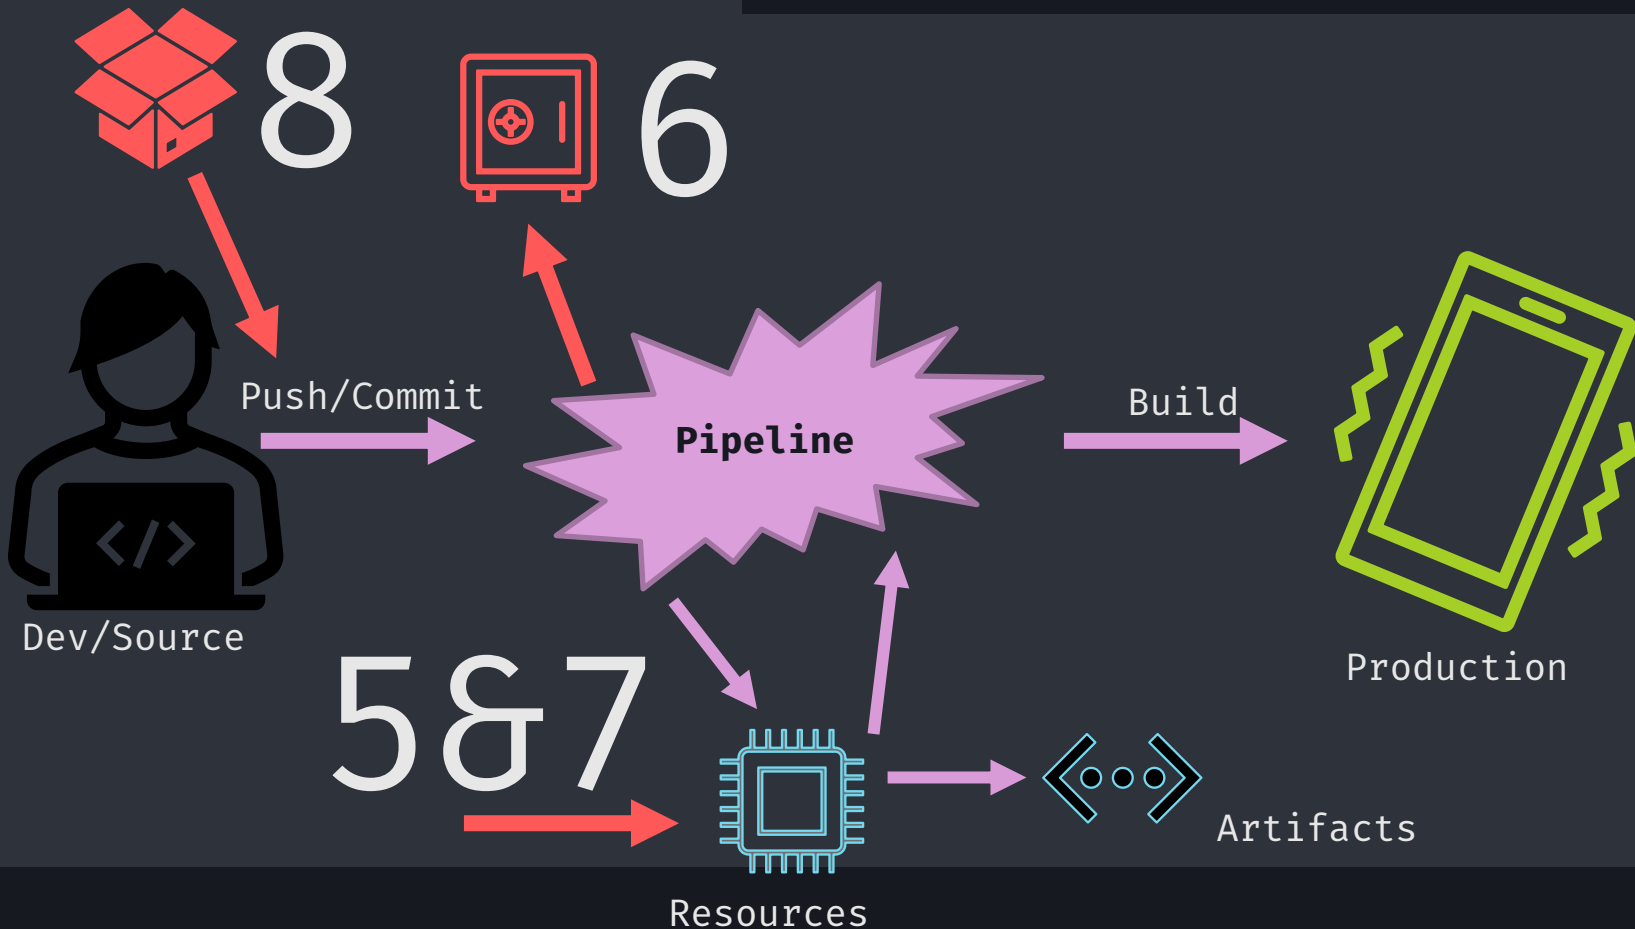 8
6
Push/Commit
Pipeline
Build
</>
Dev/Source
5&7
Production
Artifacts
Resources